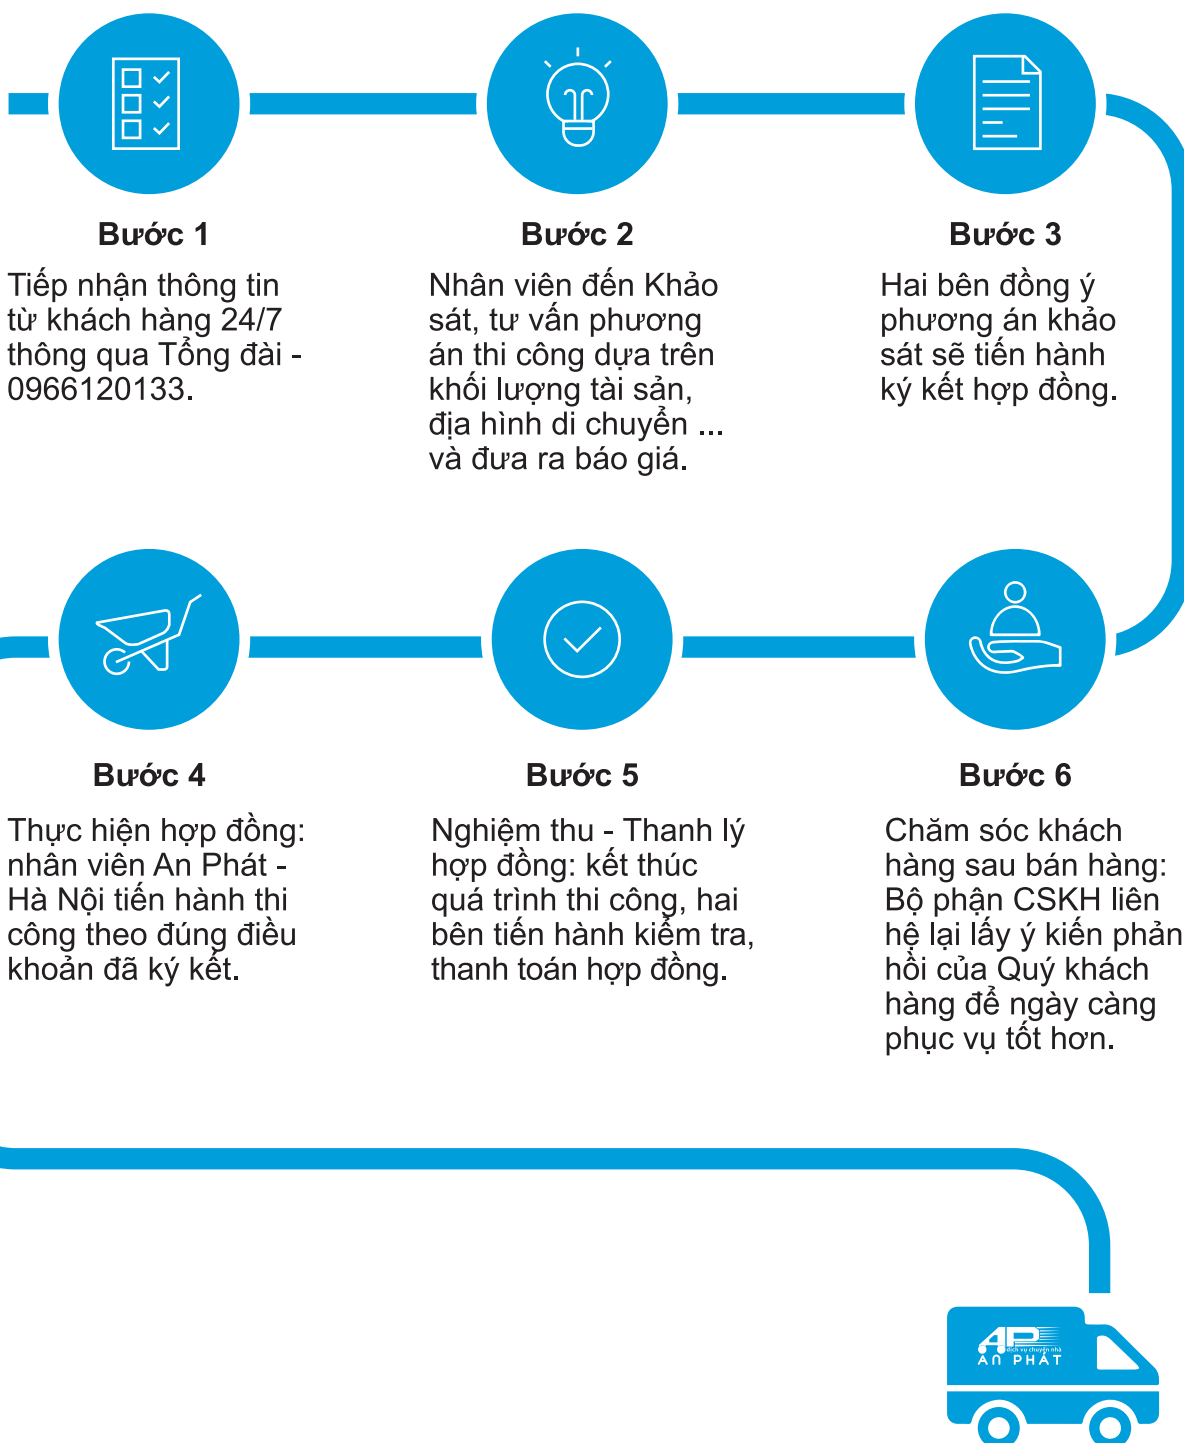 Bước 1
Tiếp nhận thông tin
từ khách hàng 24/7
thông qua Tổng đài -
0966120133.
Bước 2
Nhân viên đến Khảo
sát, tư vấn phương
án thi công dựa trên
khối lượng tài sản,
địa hình di chuyển ...
và đưa ra báo giá.
Bước 3
Hai bên đồng ý
phương án khảo
sát sẽ tiến hành
ký kết hợp đồng.
Bước 4
Thực hiện hợp đồng:
nhân viên An Phát -
Hà Nội tiến hành thi
công theo đúng điều
khoản đã ký kết.
Bước 5
Nghiệm thu - Thanh lý
hợp đồng: kết thúc
quá trình thi công, hai
bên tiến hành kiểm tra,
thanh toán hợp đồng.
Bước 6
Chăm sóc khách
hàng sau bán hàng:
Bộ phận CSKH liên
hệ lại lấy ý kiến phản
hồi của Quý khách
hàng để ngày càng
phục vụ tốt hơn.
AP
dịch vụ chuyển nhà
AN PHÁT